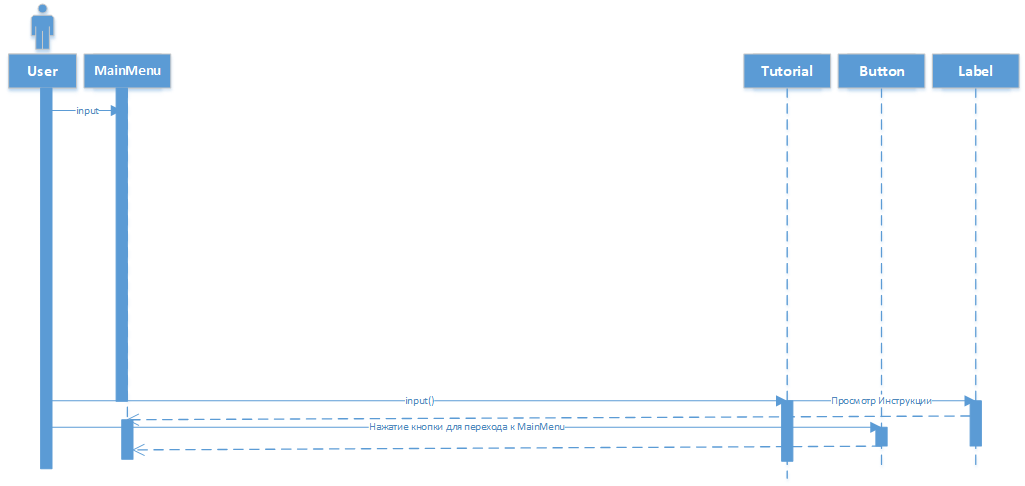 User
MainMenu
Tutorial
Button
Label
input
input()
Просмотр Инструкции
Нажатие кнопки для перехода к MainMenu